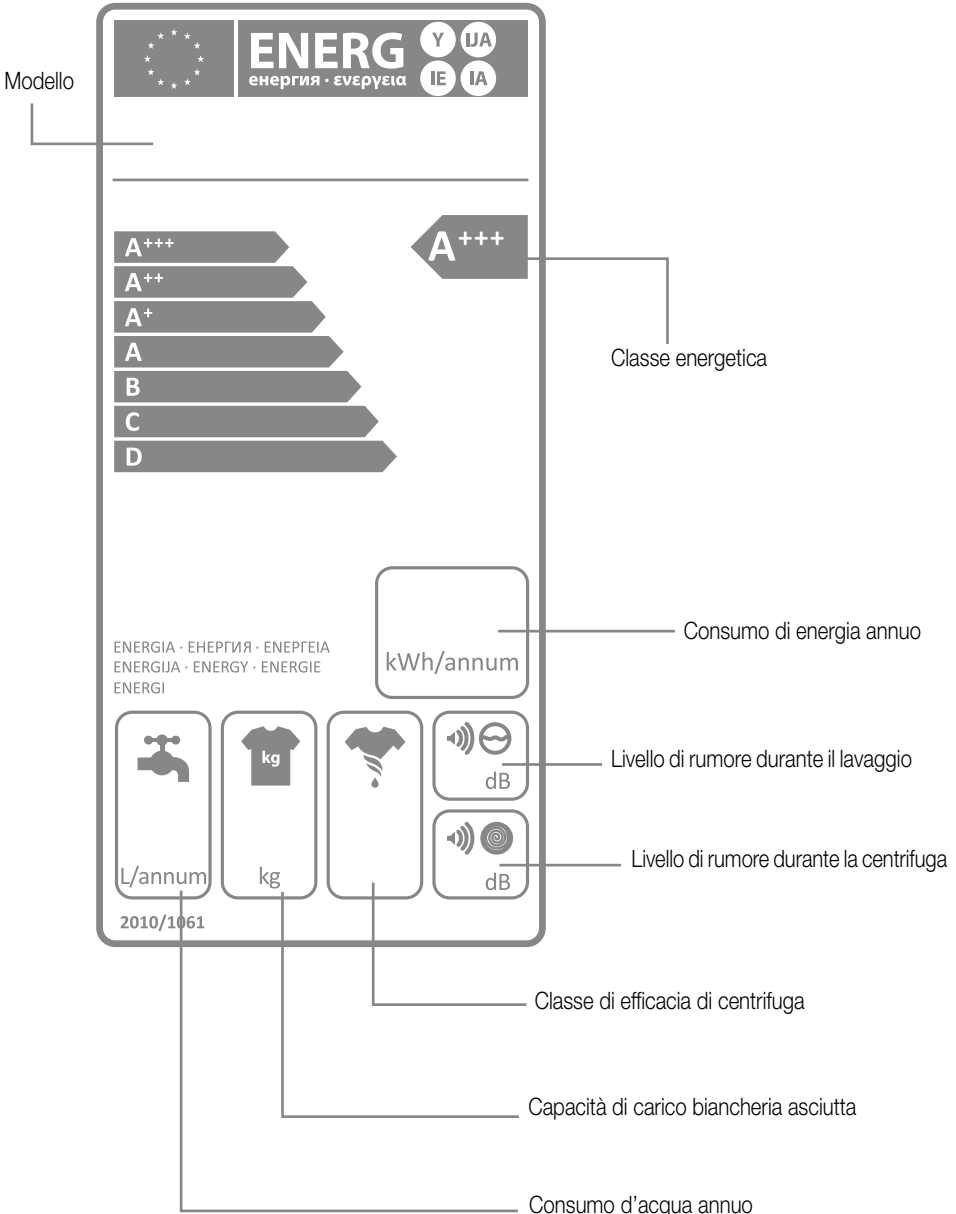 ENERG
енергия · ενεργεια
Y IJA
IE IA
Modello
A+++
A+++
A++
A+
A
B
C
D
Classe energetica
ENERGIA · ЕНЕРГИЯ · ΕΝΕΡΓΕΙΑ
ENERGIJA · ENERGY · ENERGIE
ENERGI
kWh/annum
Consumo di energia annuo
kg
dB
Livello di rumore durante il lavaggio
L/annum
kg
dB
Livello di rumore durante la centrifuga
2010/1061
Classe di efficacia di centrifuga
Capacità di carico biancheria asciutta
Consumo d'acqua annuo